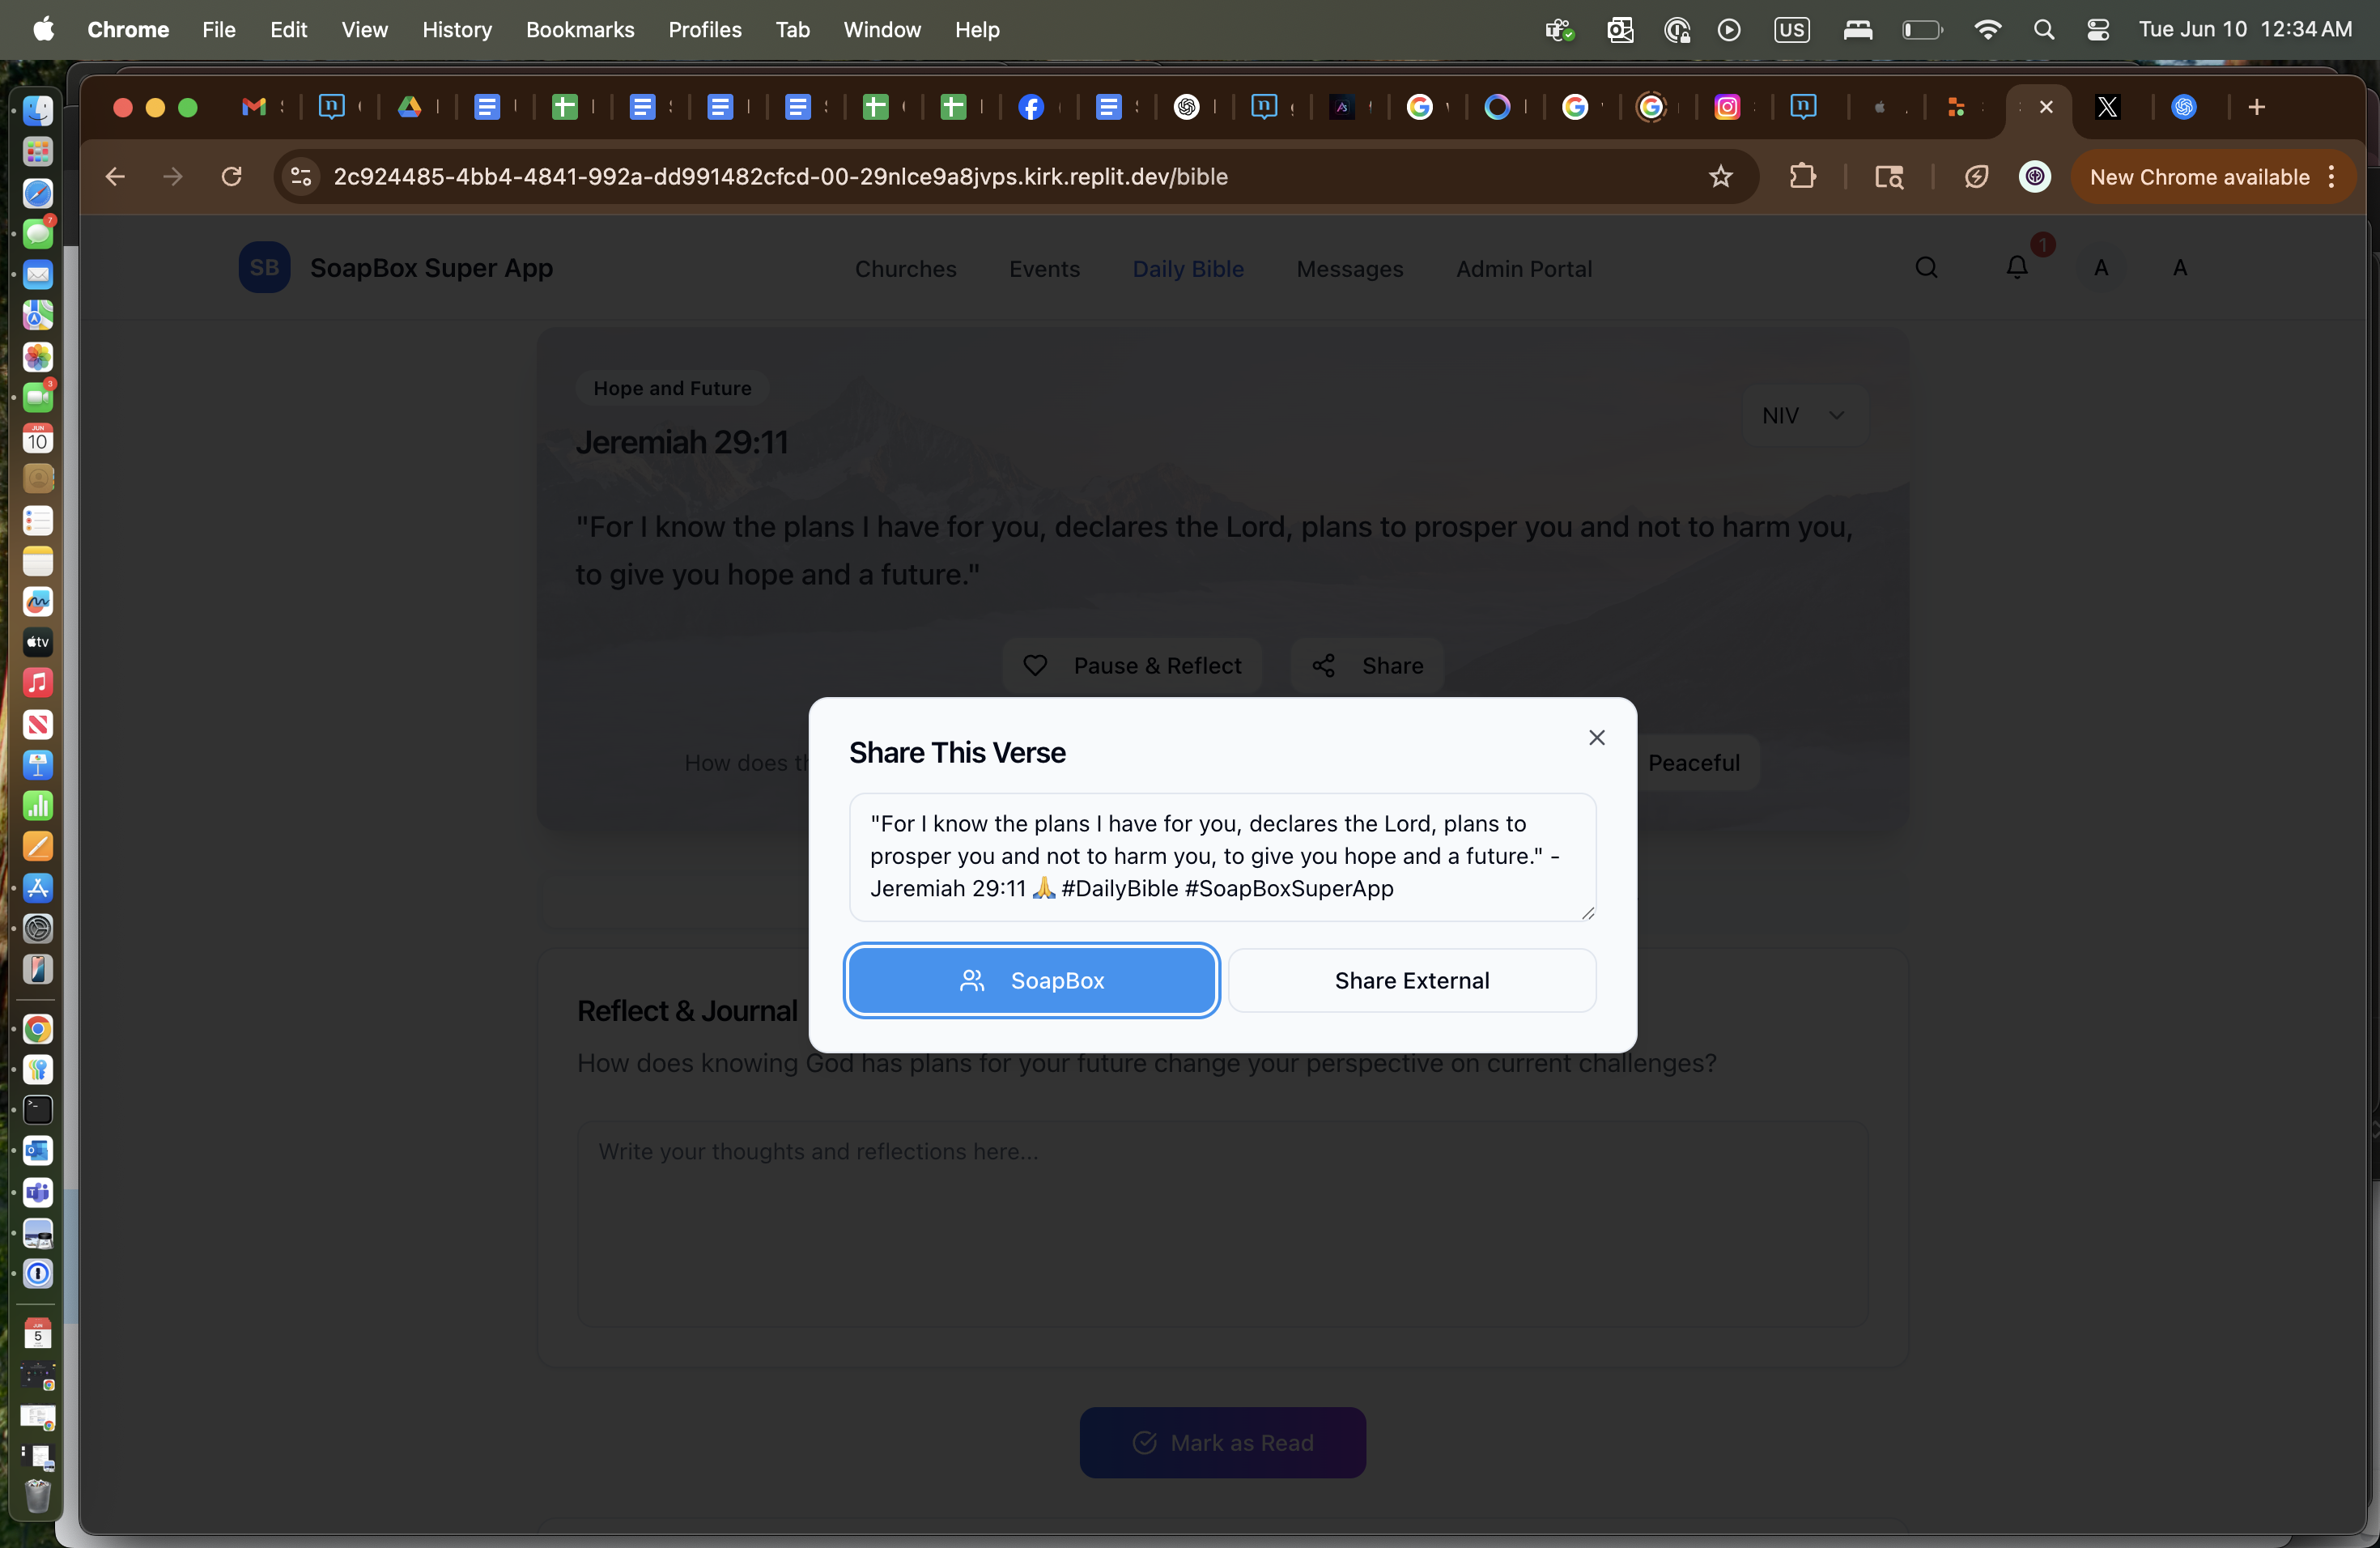 Chrome File Edit View History Bookmarks Profiles Tab Window Help US Tue Jun 10 12:34 AM
2c924485-4bb4-4841-992a-dd991482cfcd-00-29nlce9a8jvps.kirk.replit.dev/bible
New Chrome available
SB SoapBox Super App Churches Events Daily Bible Messages Admin Portal 1 A A
Hope and Future
NIV
Jeremiah 29:11
"For I know the plans I have for you, declares the Lord, plans to prosper you and not to harm you,
to give you hope and a future."
Pause & Reflect Share
How does Peaceful
Share This Verse
"For I know the plans I have for you, declares the Lord, plans to
prosper you and not to harm you, to give you hope and a future." -
Jeremiah 29:11 🙏 #DailyBible #SoapBoxSuperApp
SoapBox Share External
Reflect & Journal
How does knowing God has plans for your future change your perspective on current challenges?
Write your thoughts and reflections here...
Mark as Read
7
3
JUN
10
tv
JUN
5